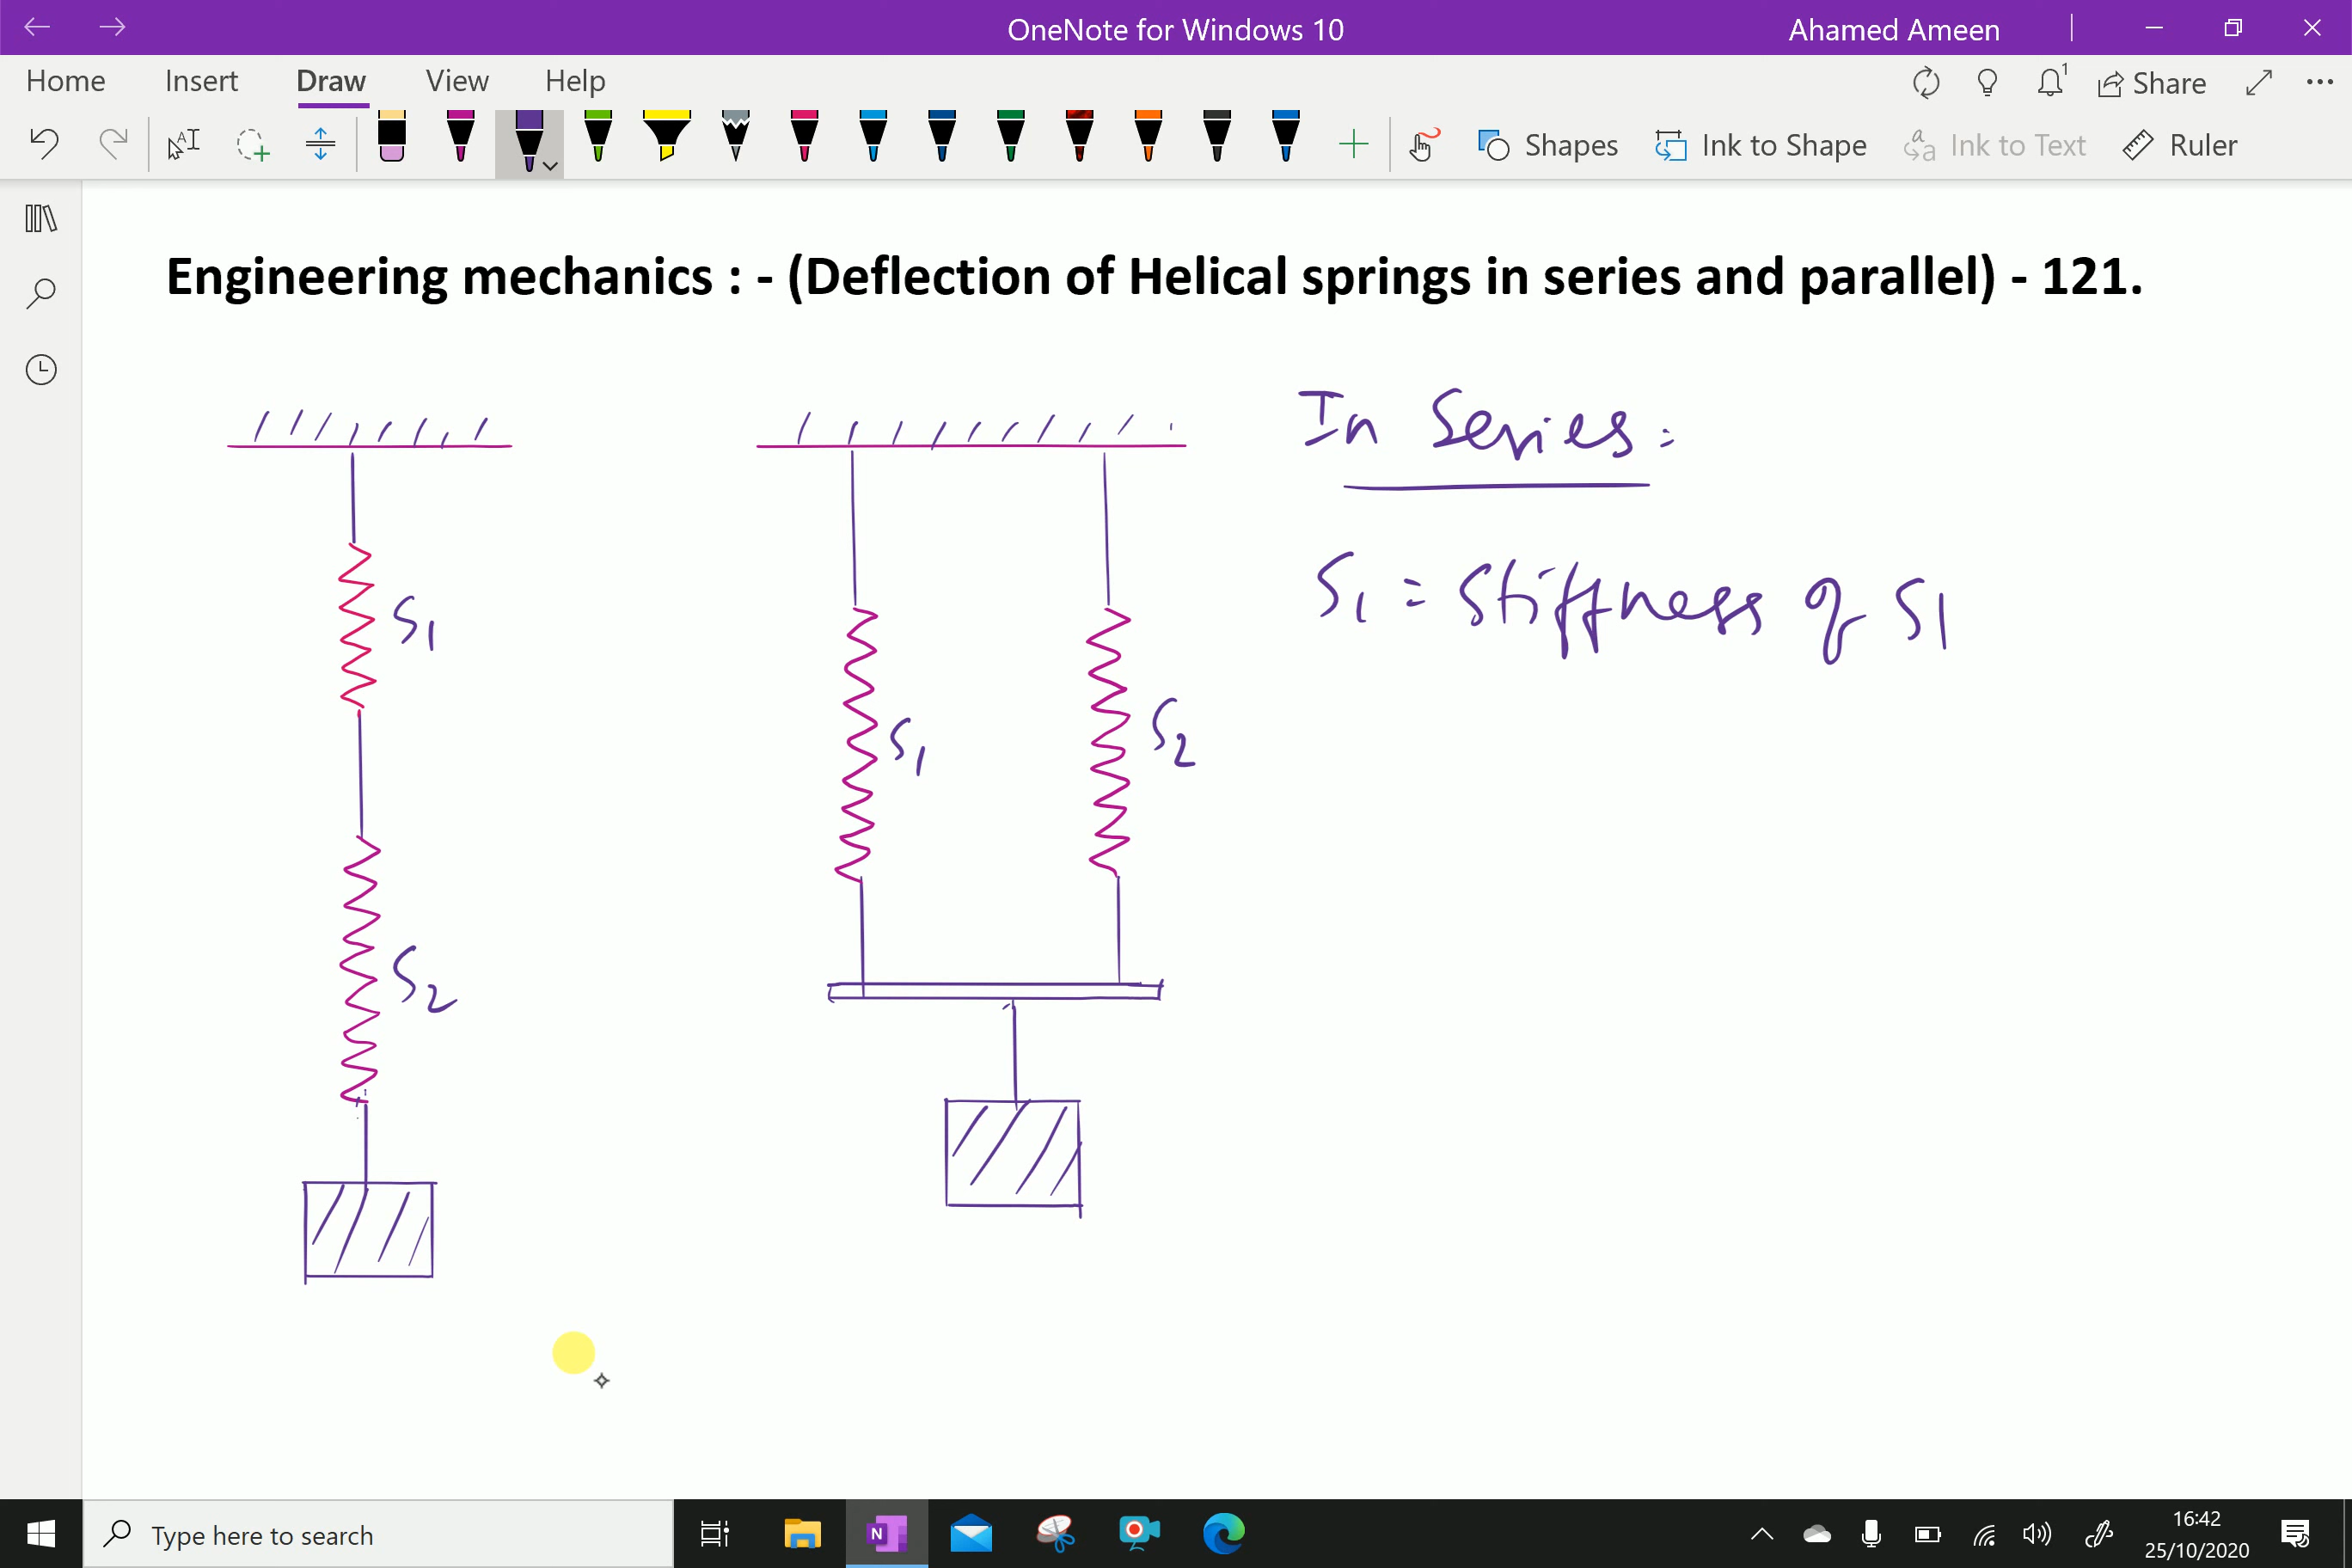 OneNote for Windows 10
Ahamed Ameen
Home Insert Draw View Help
1
Share
Shapes Ink to Shape Ink to Text Ruler
Engineering mechanics : - (Deflection of Helical springs in series and parallel) - 121.
In Series:
S1 = Stiffness of S1
S1
S2
S1
S2
Type here to search
16:42
25/10/2020